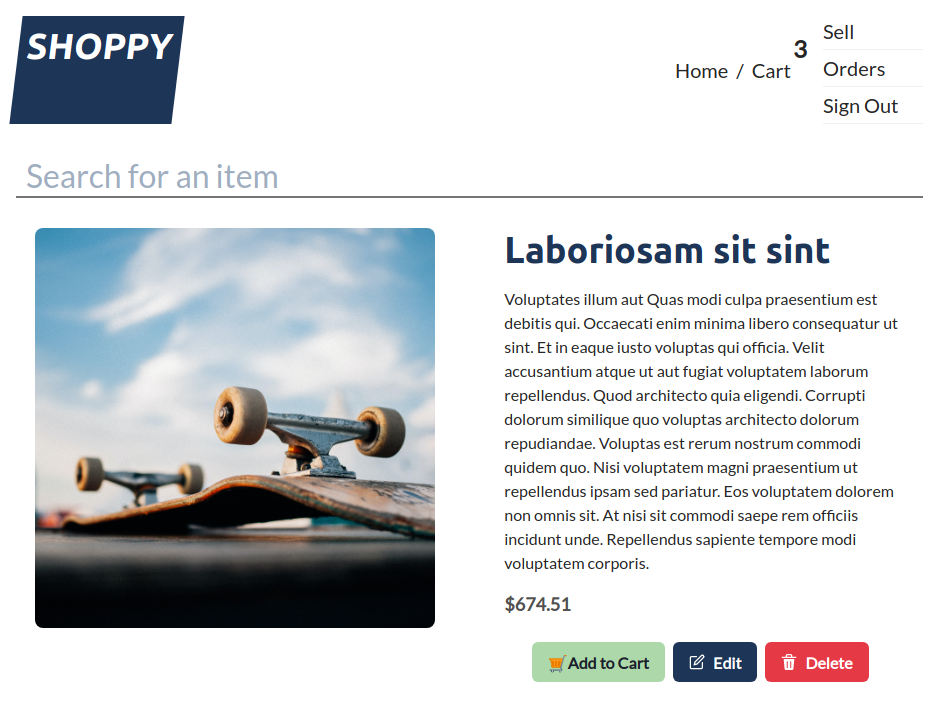 SHOPPY
Home / Cart 3
Sell
Orders
Sign Out
Search for an item
Laboriosam sit sint
Voluptates illum aut Quas modi culpa praesentium est
debitis qui. Occaecati enim minima libero consequatur ut
sint. Et in eaque iusto voluptas qui officia. Velit
accusantium atque ut aut fugiat voluptatem laborum
repellendus. Quod architecto quia eligendi. Corrupti
dolorum similique quo voluptas architecto dolorum
repudiandae. Voluptas est rerum nostrum commodi
quidem quo. Nisi voluptatem magni praesentium ut
repellendus ipsam sed pariatur. Eos voluptatem dolorem
non omnis sit. At nisi sit commodi saepe rem officiis
incidunt unde. Repellendus sapiente tempore modi
voluptatem corporis.
$674.51
Add to Cart Edit Delete